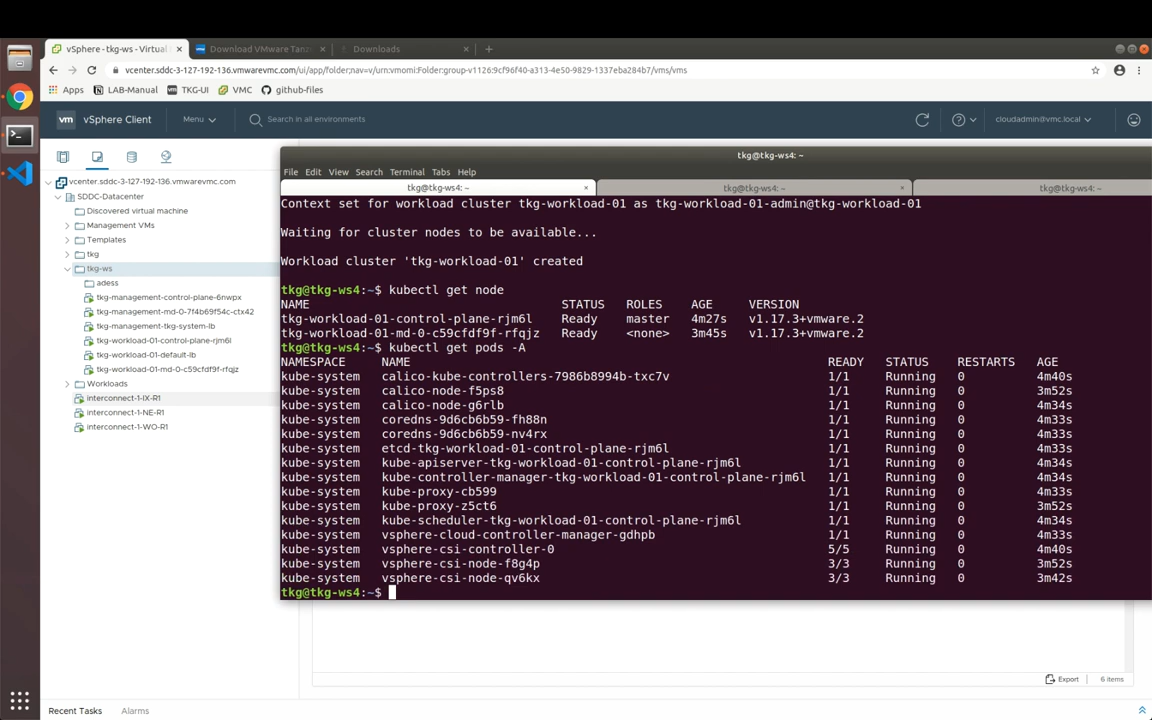 vSphere - tkg-ws - Virtual
Download VMware Tanz
Downloads
vcenter.sddc-3-127-192-136.vmwarevmc.com/ui/app/folder;nav=v/urn:vmomi:Folder:group-v1126:9cf96f40-a313-4e50-9829-1337eba284b7/vms/vms
Apps LAB-Manual TKG-UI VMC github-files
vm vSphere Client Menu Search in all environments cloudadmin@vmc.local
vcenter.sddc-3-127-192-136.vmwarevmc.com
SDDC-Datacenter
Discovered virtual machine
Management VMs
Templates
tkg
tkg-ws
adess
tkg-management-control-plane-6nwpx
tkg-management-md-0-7f4b69f54c-ctx42
tkg-management-tkg-system-lb
tkg-workload-01-control-plane-rjm6l
tkg-workload-01-default-lb
tkg-workload-01-md-0-c59cfdf9f-rfqjz
Workloads
interconnect-1-IX-R1
interconnect-1-NE-R1
interconnect-1-WO-R1
tkg@tkg-ws4: ~
File Edit View Search Terminal Tabs Help
tkg@tkg-ws4: ~ tkg@tkg-ws4: ~ tkg@tkg-ws4: ~
Context set for workload cluster tkg-workload-01 as tkg-workload-01-admin@tkg-workload-01
Waiting for cluster nodes to be available...
Workload cluster 'tkg-workload-01' created
tkg@tkg-ws4:~$ kubectl get node
NAME STATUS ROLES AGE VERSION
tkg-workload-01-control-plane-rjm6l Ready master 4m27s v1.17.3+vmware.2
tkg-workload-01-md-0-c59cfdf9f-rfqjz Ready <none> 3m45s v1.17.3+vmware.2
tkg@tkg-ws4:~$ kubectl get pods -A
NAMESPACE NAME READY STATUS RESTARTS AGE
kube-system calico-kube-controllers-7986b8994b-txc7v 1/1 Running 0 4m40s
kube-system calico-node-f5ps8 1/1 Running 0 3m52s
kube-system calico-node-g6rlb 1/1 Running 0 4m34s
kube-system coredns-9d6cb6b59-fh88n 1/1 Running 0 4m33s
kube-system coredns-9d6cb6b59-nv4rx 1/1 Running 0 4m33s
kube-system etcd-tkg-workload-01-control-plane-rjm6l 1/1 Running 0 4m33s
kube-system kube-apiserver-tkg-workload-01-control-plane-rjm6l 1/1 Running 0 4m34s
kube-system kube-controller-manager-tkg-workload-01-control-plane-rjm6l 1/1 Running 0 4m34s
kube-system kube-proxy-cb599 1/1 Running 0 4m33s
kube-system kube-proxy-z5ct6 1/1 Running 0 3m52s
kube-system kube-scheduler-tkg-workload-01-control-plane-rjm6l 1/1 Running 0 4m34s
kube-system vsphere-cloud-controller-manager-gdhpb 1/1 Running 0 4m33s
kube-system vsphere-csi-controller-0 5/5 Running 0 4m40s
kube-system vsphere-csi-node-f8g4p 3/3 Running 0 3m52s
kube-system vsphere-csi-node-qv6kx 3/3 Running 0 3m42s
tkg@tkg-ws4:~$
Export 6 items
Recent Tasks Alarms